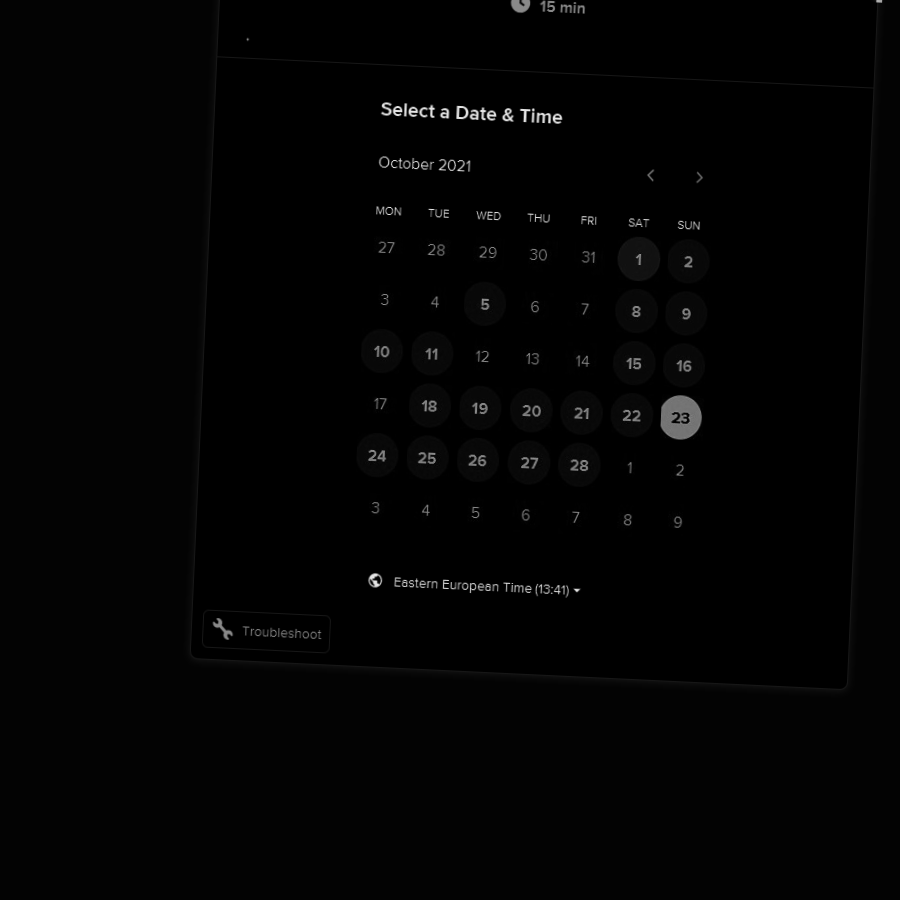 15 min
Select a Date & Time
October 2021
MON TUE WED THU FRI SAT SUN
27 28 29 30 31 1 2
3 4 5 6 7 8 9
10 11 12 13 14 15 16
17 18 19 20 21 22 23
24 25 26 27 28 1 2
3 4 5 6 7 8 9
Eastern European Time (13:41)
Troubleshoot